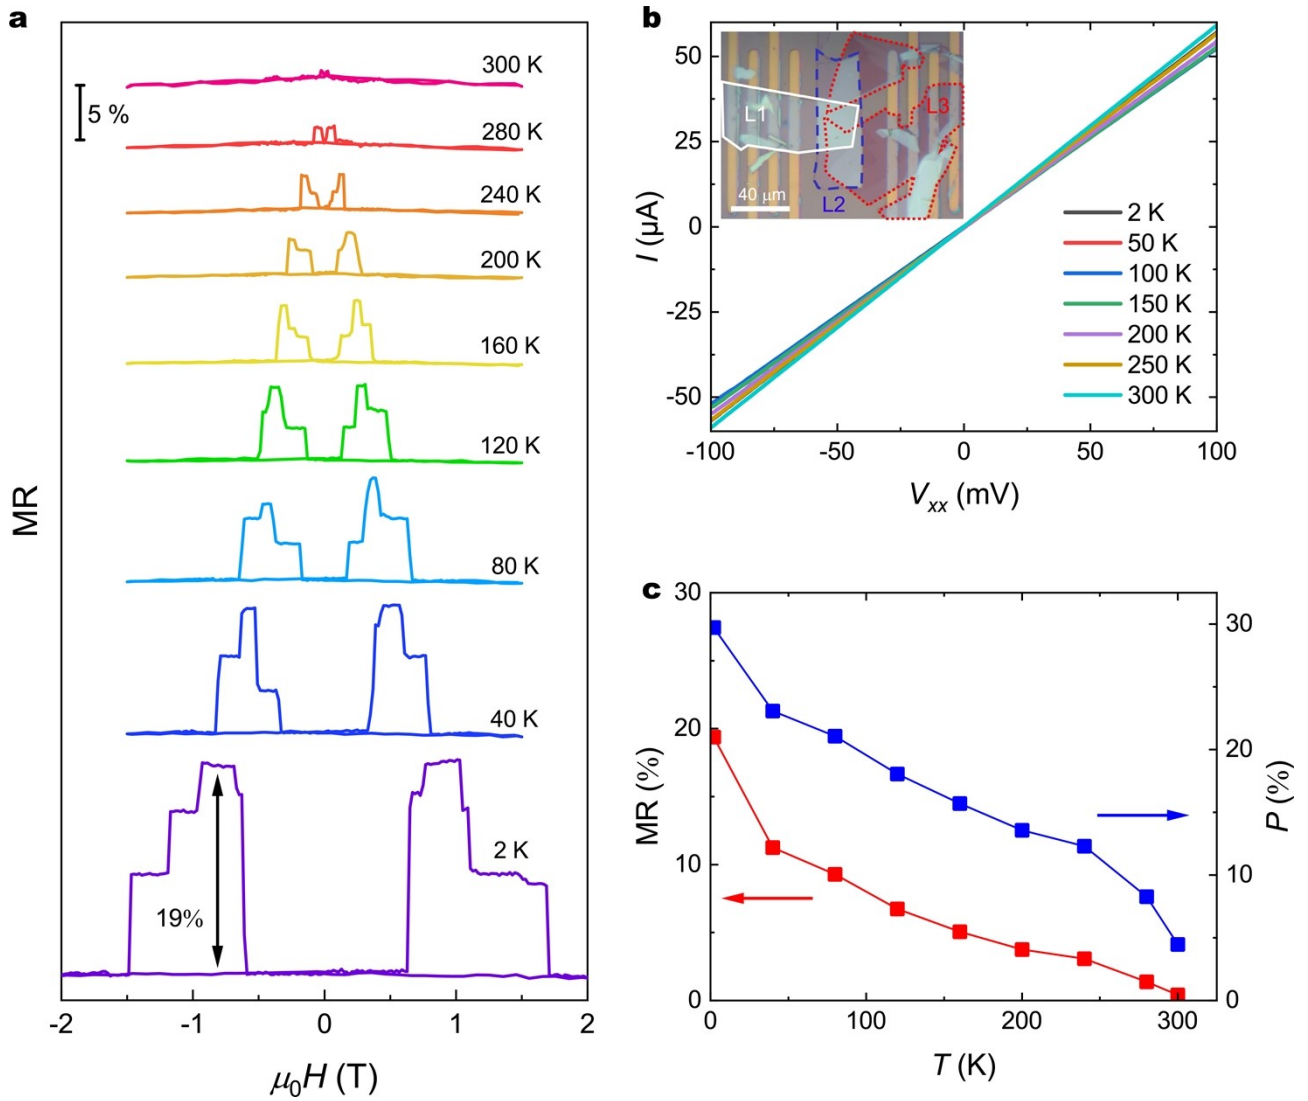 a
5 %
300 K
280 K
240 K
200 K
160 K
120 K
80 K
40 K
2 K
19%
MR
-2 -1 0 1 2
μ₀H (T)
b
50
25
0
-25
-50
I (μA)
L1
L2
L3
40 μm
2 K
50 K
100 K
150 K
200 K
250 K
300 K
-100 -50 0 50 100
Vₓₓ (mV)
c
30
20
10
0
MR (%)
30
20
10
0
P (%)
0 100 200 300
T (K)